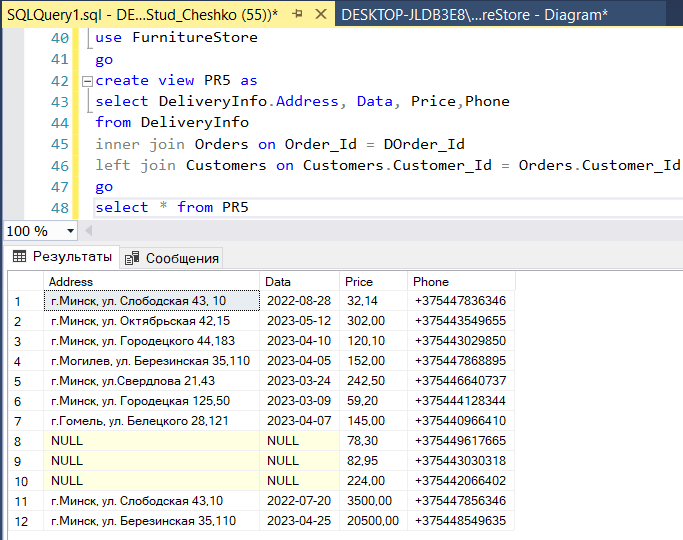 SQLQuery1.sql - DE...Stud_Cheshko (55))* DESKTOP-JLDB3E8\...reStore - Diagram*
40 use FurnitureStore
41 go
42 create view PR5 as
43 select DeliveryInfo.Address, Data, Price,Phone
44 from DeliveryInfo
45 inner join Orders on Order_Id = DOrder_Id
46 left join Customers on Customers.Customer_Id = Orders.Customer_Id
47 go
48 select * from PR5
100 %
Результаты Сообщения
Address Data Price Phone
1 г.Минск, ул. Слободская 43, 10 2022-08-28 32,14 +375447836346
2 г.Минск, ул. Октябрьская 42,15 2023-05-12 302,00 +375443549655
3 г.Минск, ул. Городецкого 44,183 2023-04-10 120,10 +375443029850
4 г.Могилев, ул. Березинская 35,110 2023-04-05 152,00 +375447868895
5 г.Минск, ул.Свердлова 21,43 2023-03-24 242,50 +375446640737
6 г.Минск, ул. Городецкая 125,50 2023-03-09 59,20 +375444128344
7 г.Гомель, ул. Белецкого 28,121 2023-04-07 145,00 +375440966410
8 NULL NULL 78,30 +375449617665
9 NULL NULL 82,95 +375443030318
10 NULL NULL 224,00 +375442066402
11 г.Минск, ул. Слободская 43,10 2022-07-20 3500,00 +375447856346
12 г.Минск, ул. Березинская 35,110 2023-04-25 20500,00 +375448549635